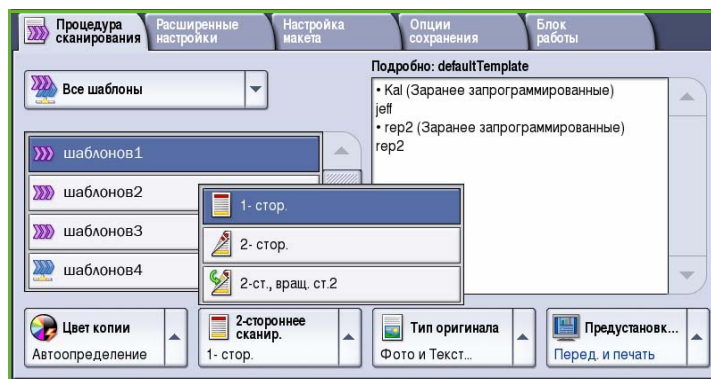 Процедура сканирования
Расширенные настройки
Настройка макета
Опции сохранения
Блок работы
Все шаблоны
Подробно: defaultTemplate
• Kal (Заранее запрограммированные)
jeff
• rep2 (Заранее запрограммированные)
rep2
шаблонов1
шаблонов2
шаблонов3
шаблонов4
1- стор.
2- стор.
2-ст., вращ. ст.2
Цвет копии
Автоопределение
2-стороннее сканир.
1- стор.
Тип оригинала
Фото и Текст...
Предустановк...
Перед. и печать